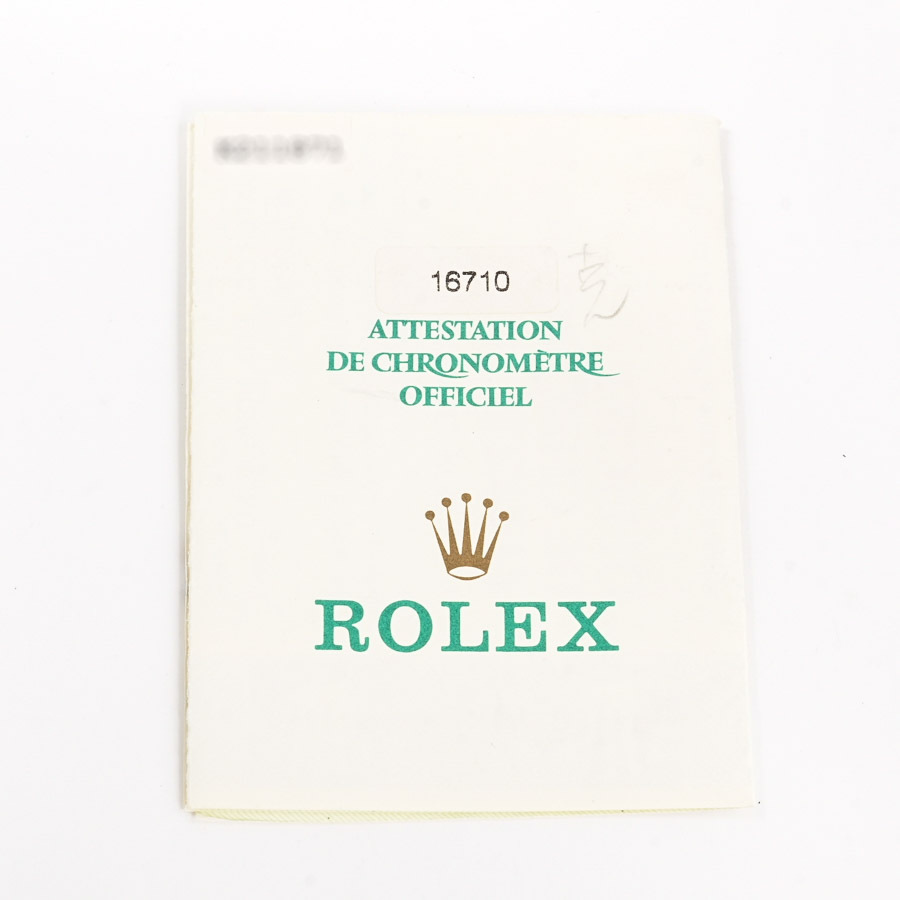 16710
ATTESTATION
DE CHRONOMÈTRE
OFFICIEL
ROLEX